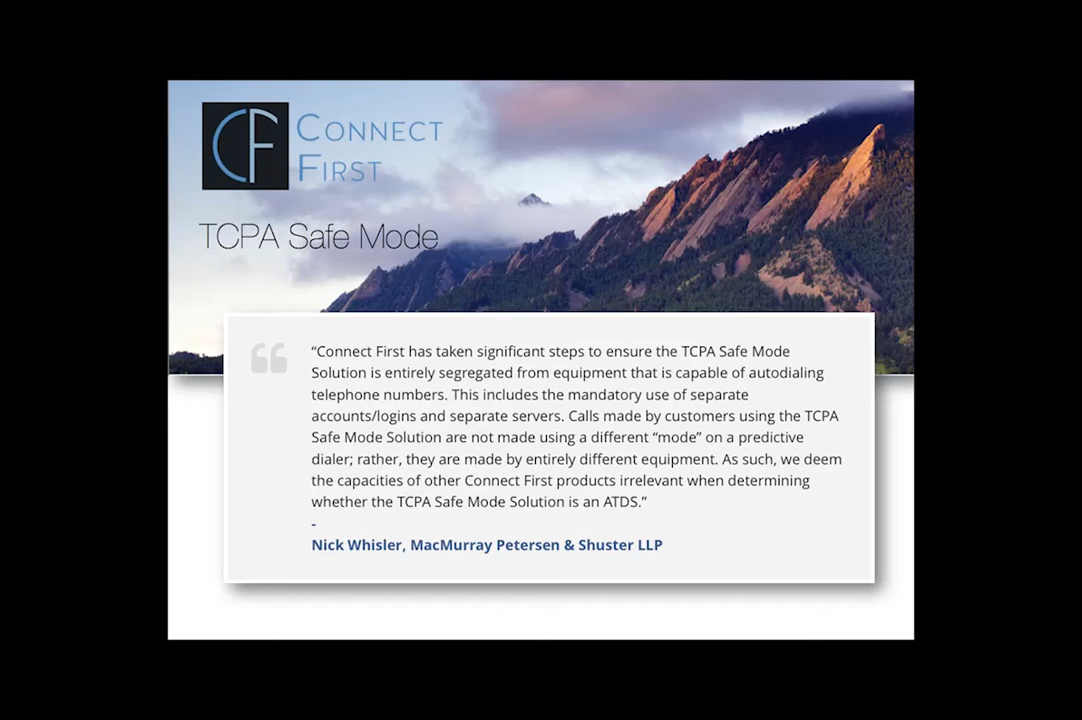 CF
CONNECT
FIRST
TCPA Safe Mode
“Connect First has taken significant steps to ensure the TCPA Safe Mode
Solution is entirely segregated from equipment that is capable of autodialing
telephone numbers. This includes the mandatory use of separate
accounts/logins and separate servers. Calls made by customers using the TCPA
Safe Mode Solution are not made using a different “mode” on a predictive
dialer; rather, they are made by entirely different equipment. As such, we deem
the capacities of other Connect First products irrelevant when determining
whether the TCPA Safe Mode Solution is an ATDS.”
-
Nick Whisler, MacMurray Petersen & Shuster LLP